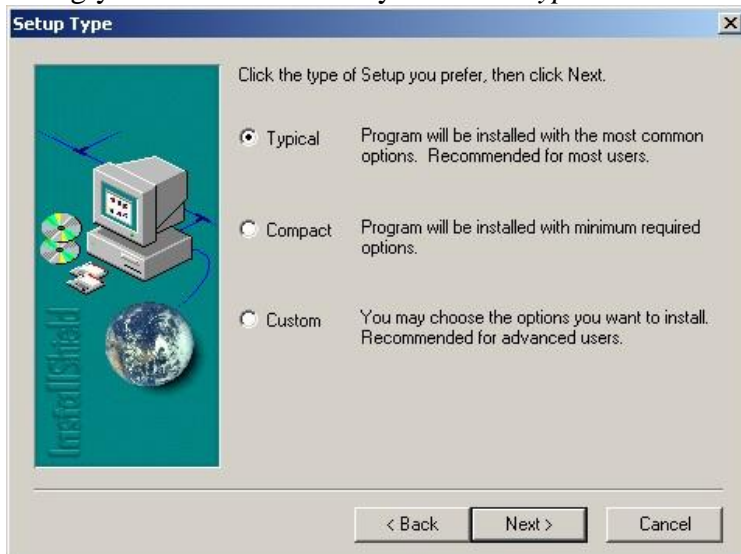 Setup Type
Click the type of Setup you prefer, then click Next.
Typical Program will be installed with the most common
options. Recommended for most users.
Compact Program will be installed with minimum required
options.
Custom You may choose the options you want to install.
Recommended for advanced users.
InstallShield
< Back Next > Cancel